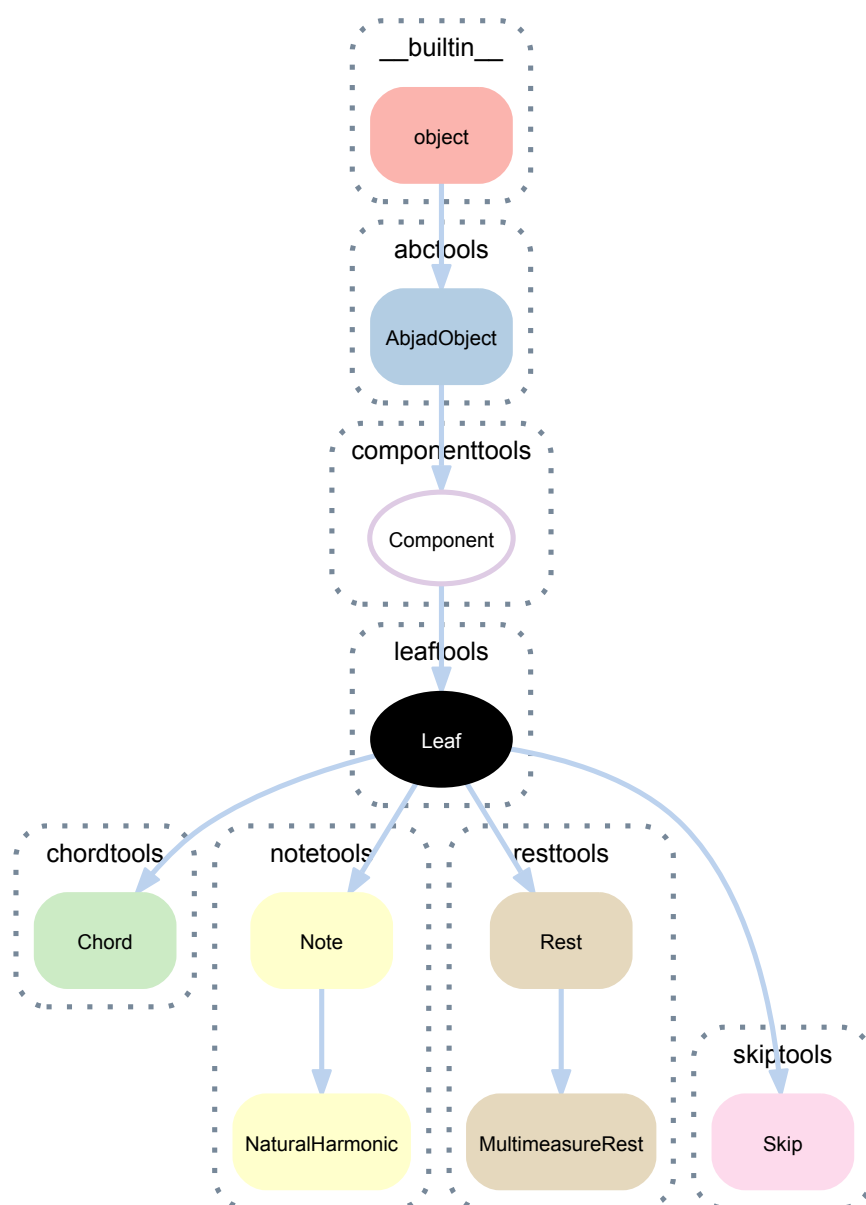 __builtin__
object
abctools
AbjadObject
componenttools
Component
leaftools
Leaf
chordtools
notetools
resttools
Chord
Note
Rest
skiptools
NaturalHarmonic
MultimeasureRest
Skip